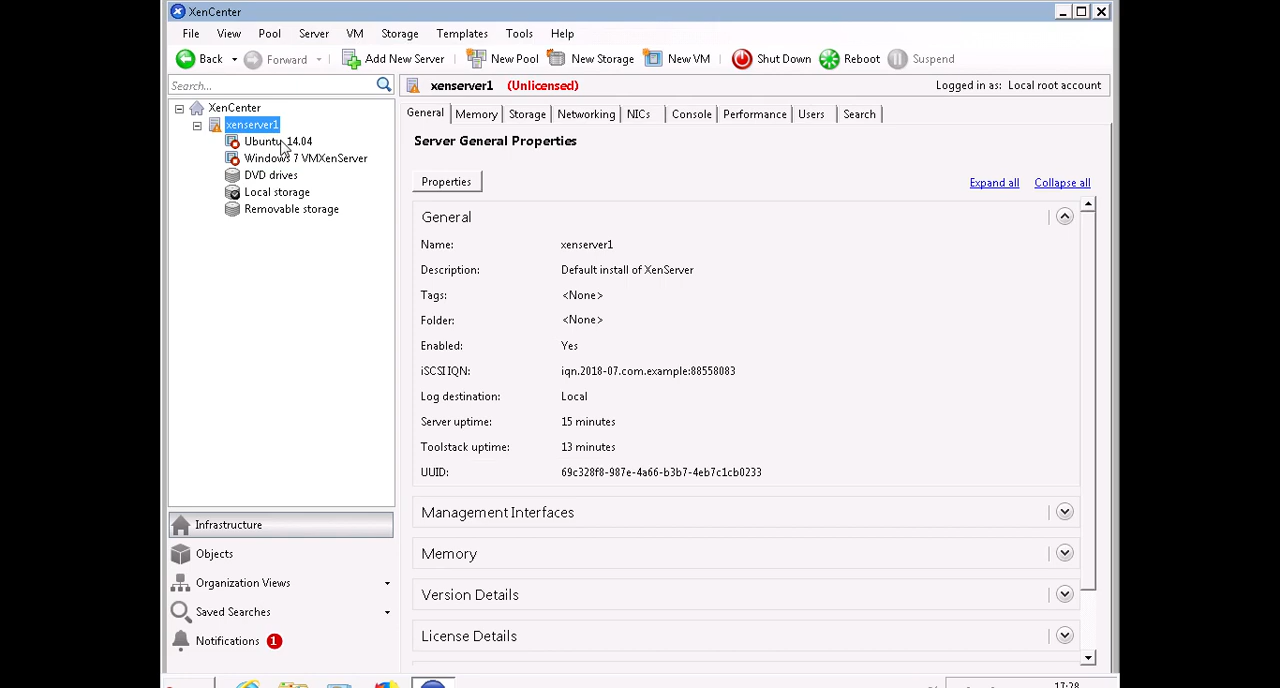 XenCenter
File View Pool Server VM Storage Templates Tools Help
Back Forward Add New Server New Pool New Storage New VM Shut Down Reboot Suspend
Search...
xenserver1 (Unlicensed) Logged in as: Local root account
XenCenter
xenserver1
Ubuntu 14.04
Windows 7 VMXenServer
DVD drives
Local storage
Removable storage
General Memory Storage Networking NICs Console Performance Users Search
Server General Properties
Properties Expand all Collapse all
General
Name: xenserver1
Description: Default install of XenServer
Tags: <None>
Folder: <None>
Enabled: Yes
iSCSI IQN: iqn.2018-07.com.example:88558083
Log destination: Local
Server uptime: 15 minutes
Toolstack uptime: 13 minutes
UUID: 69c328f8-987e-4a66-b3b7-4eb7c1cb0233
Management Interfaces
Memory
Version Details
License Details
Infrastructure
Objects
Organization Views
Saved Searches
Notifications 1
17:28